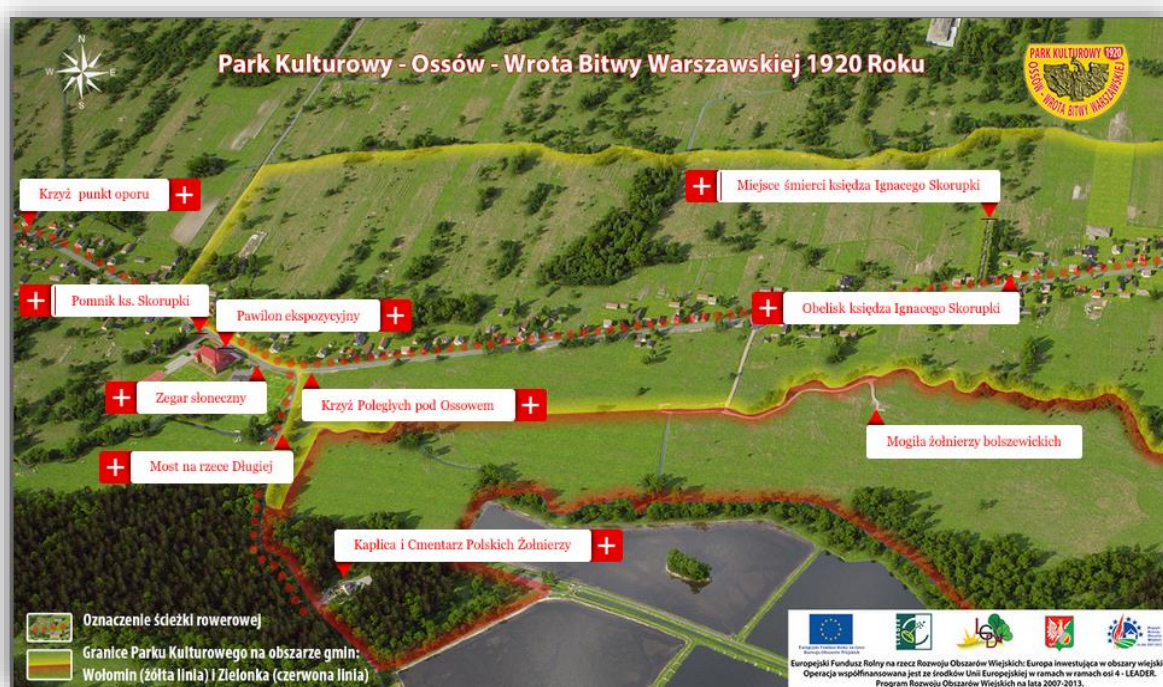 N
W E
S
Park Kulturowy - Ossów - Wrota Bitwy Warszawskiej 1920 Roku
PARK KULTUROWY 1920
OSSÓW - WROTA BITWY WARSZAWSKIEJ
Krzyż punkt oporu
Miejsce śmierci księdza Ignacego Skorupki
Pomnik ks. Skorupki
Pawilon ekspozycyjny
Obelisk księdza Ignacego Skorupki
Zegar słoneczny
Krzyż Poległych pod Ossowem
Mogiła żołnierzy bolszewickich
Most na rzece Długiej
Kaplica i Cmentarz Polskich Żołnierzy
Oznaczenie ścieżki rowerowej
Granice Parku Kulturowego na obszarze gmin:
Wołomin (żółta linia) i Zielonka (czerwona linia)
Europejski Fundusz Rolny na rzecz Rozwoju Obszarów Wiejskich: Europa inwestująca w obszary wiejski
Operacja współfinansowana jest ze środków Unii Europejskiej w ramach w ramach osi 4 - LEADER.
Program Rozwoju Obszarów Wiejskich na lata 2007-2013.